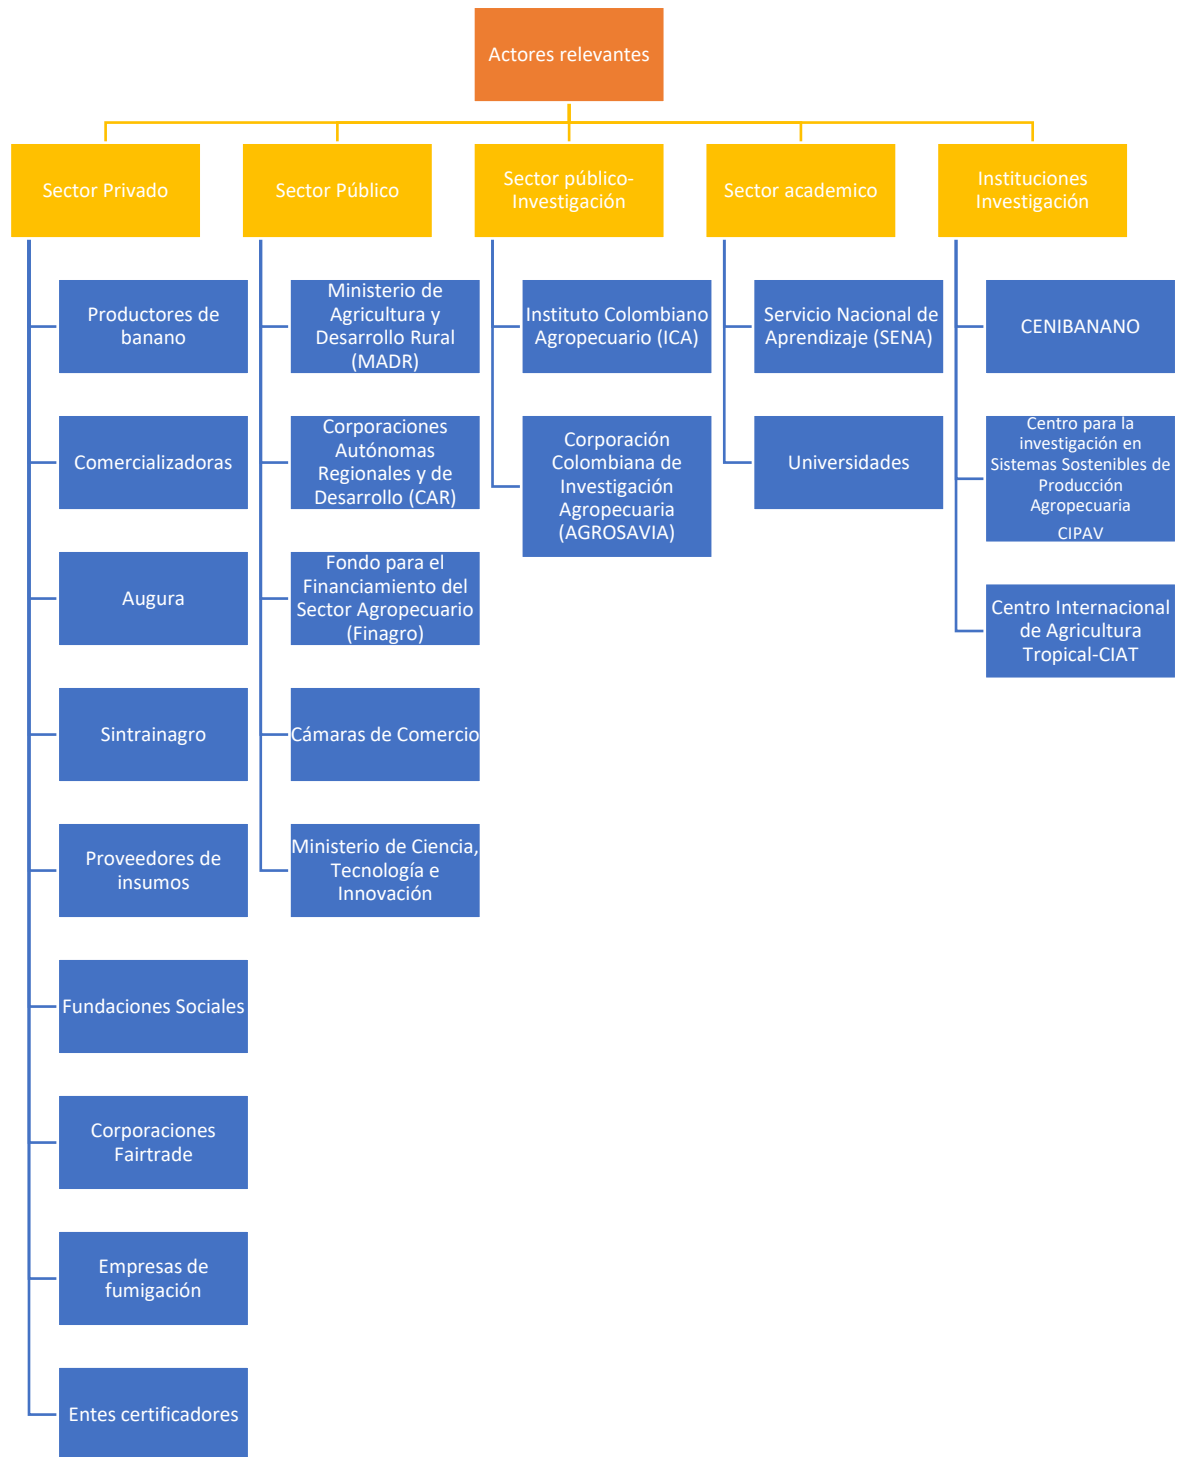 Actores relevantes
Sector Privado
Productores de
banano
Comercializadoras
Augura
Sintrainagro
Proveedores de
insumos
Fundaciones Sociales
Corporaciones
Fairtrade
Empresas de
fumigación
Entes certificadores
Sector Público
Ministerio de
Agricultura y
Desarrollo Rural
(MADR)
Corporaciones
Autónomas
Regionales y de
Desarrollo (CAR)
Fondo para el
Financiamiento del
Sector Agropecuario
(Finagro)
Cámaras de Comercio
Ministerio de Ciencia,
Tecnología e
Innovación
Sector público-
Investigación
Instituto Colombiano
Agropecuario (ICA)
Corporación
Colombiana de
Investigación
Agropecuaria
(AGROSAVIA)
Sector academico
Servicio Nacional de
Aprendizaje (SENA)
Universidades
Instituciones
Investigación
CENIBANANO
Centro para la
investigación en
Sistemas Sostenibles de
Producción
Agropecuaria
CIPAV
Centro Internacional
de Agricultura
Tropical-CIAT